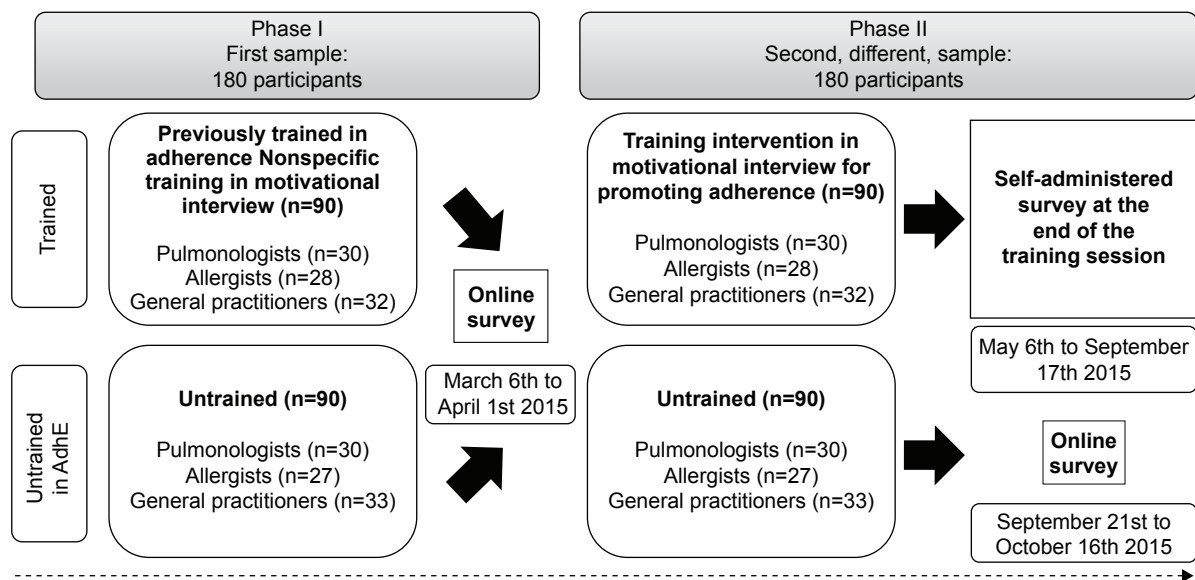 Phase I
First sample:
180 participants
Phase II
Second, different, sample:
180 participants
Trained
Previously trained in
adherence Nonspecific
training in motivational
interview (n=90)
Pulmonologists (n=30)
Allergists (n=28)
General practitioners (n=32)
Online
survey
March 6th to
April 1st 2015
Training intervention in
motivational interview for
promoting adherence (n=90)
Pulmonologists (n=30)
Allergists (n=28)
General practitioners (n=32)
Self-administered
survey at the
end of the
training session
May 6th to September
17th 2015
Untrained
in AdhE
Untrained (n=90)
Pulmonologists (n=30)
Allergists (n=27)
General practitioners (n=33)
Untrained (n=90)
Pulmonologists (n=30)
Allergists (n=27)
General practitioners (n=33)
Online
survey
September 21st to
October 16th 2015